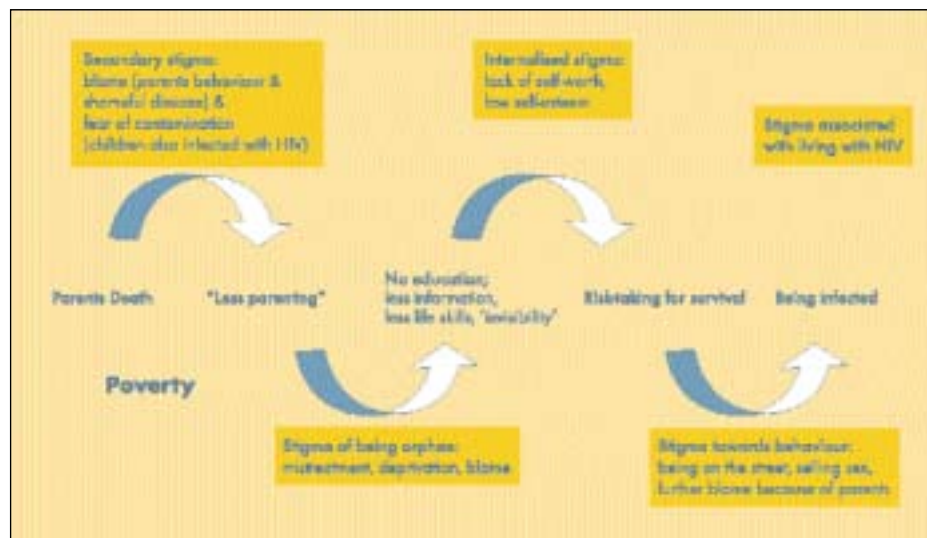 Secondary stigma:
blame (parents behaviour &
shameful disease) &
fear of contamination
(children also infected with HIV)
Internalised stigma:
lack of self-worth,
low self-esteem
Stigma associated
with living with HIV
Parents Death
"Less parenting"
No education;
less information,
less life skills, 'invisibility'
Risktaking for survival
Being infected
Poverty
Stigma of being orphan:
mistreatment, deprivation, blame
Stigma towards behaviour:
being on the street, selling sex,
further blame because of parents